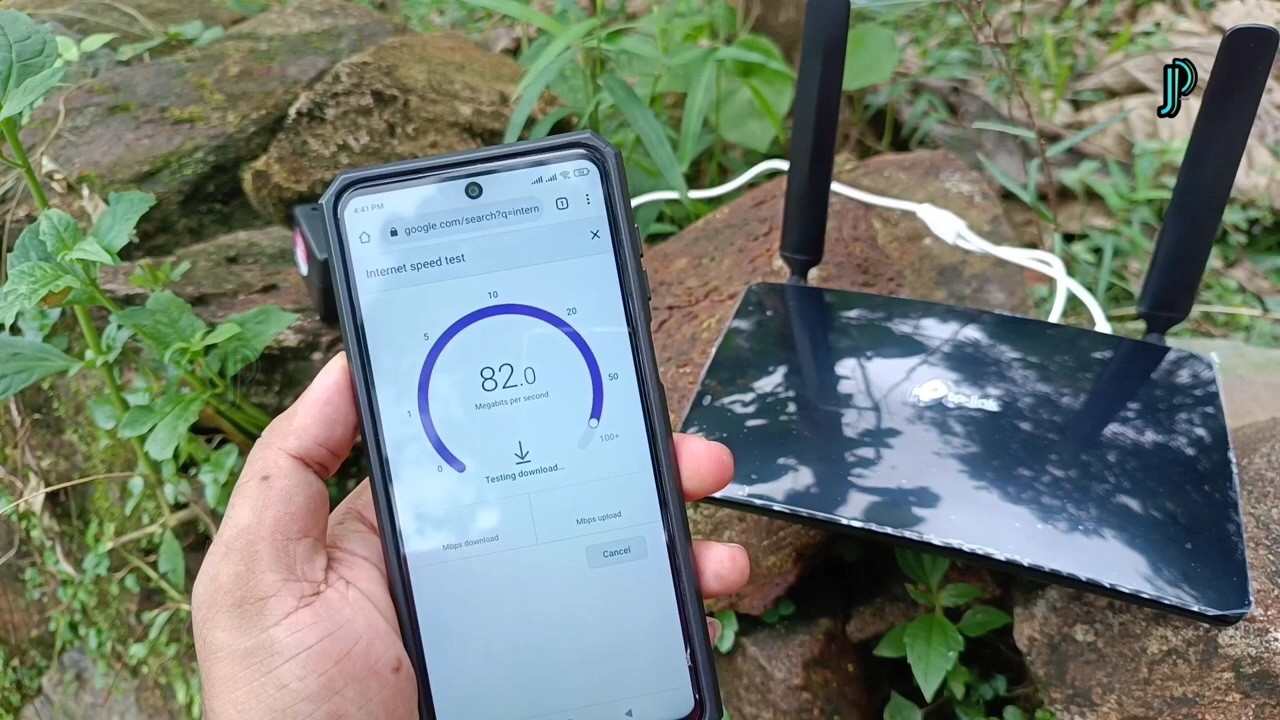 JP
4:41 PM
google.com/search?q=intern
1
Internet speed test
10
5
20
82.0
Megabits per second
50
1
100+
0
Testing download...
Mbps download
Mbps upload
Cancel
tp-link